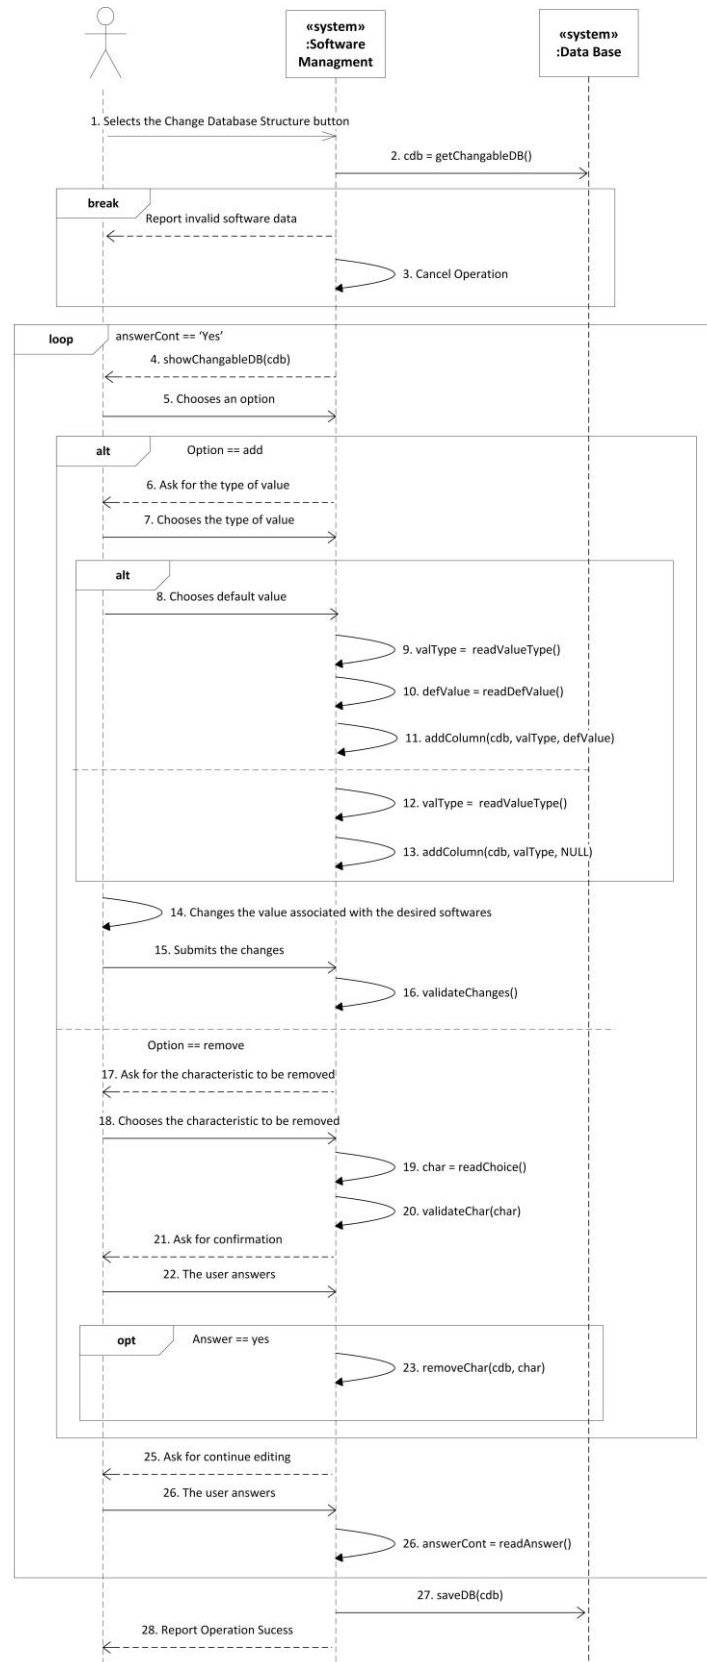 «system»
:Software
Managment
«system»
:Data Base
1. Selects the Change Database Structure button
2. cdb = getChangableDB()
break
Report invalid software data
3. Cancel Operation
loop
answerCont == ‘Yes’
4. showChangableDB(cdb)
5. Chooses an option
alt
Option == add
6. Ask for the type of value
7. Chooses the type of value
alt
8. Chooses default value
9. valType =  readValueType()
10. defValue = readDefValue()
11. addColumn(cdb, valType, defValue)
12. valType =  readValueType()
13. addColumn(cdb, valType, NULL)
14. Changes the value associated with the desired softwares
15. Submits the changes
16. validateChanges()
Option == remove
17. Ask for the characteristic to be removed
18. Chooses the characteristic to be removed
19. char = readChoice()
20. validateChar(char)
21. Ask for confirmation
22. The user answers
opt
Answer == yes
23. removeChar(cdb, char)
25. Ask for continue editing
26. The user answers
26. answerCont = readAnswer()
27. saveDB(cdb)
28. Report Operation Sucess